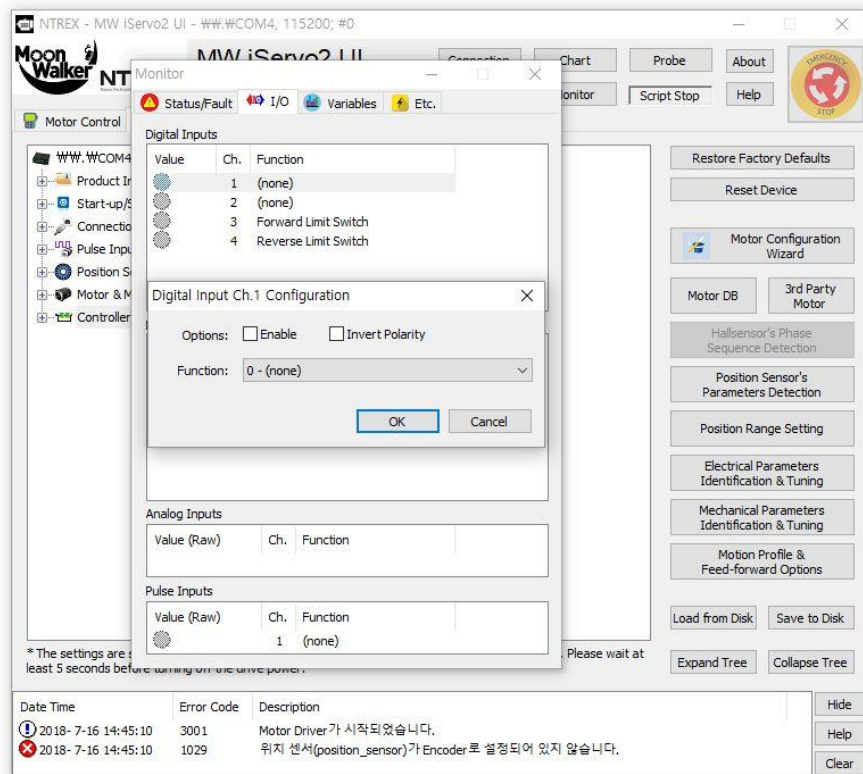 NTREX - MW iServo2 UI - ₩₩.₩COM4, 115200; #0
Moon Walker NT
MW iServo2 UI
Connection Chart Probe About
Monitor Script Stop Help
EMERGENCY STOP
Motor Control
Monitor
Status/Fault I/O Variables Etc.
Digital Inputs
Value Ch. Function
1 (none)
2 (none)
3 Forward Limit Switch
4 Reverse Limit Switch
₩₩.₩COM4
Product In
Start-up/S
Connectio
Pulse Inpu
Position S
Motor & M
Controller
Digital Input Ch.1 Configuration
Options: Enable Invert Polarity
Function: 0 - (none)
OK Cancel
Analog Inputs
Value (Raw) Ch. Function
Pulse Inputs
Value (Raw) Ch. Function
1 (none)
Restore Factory Defaults
Reset Device
Motor Configuration
Wizard
Motor DB
3rd Party
Motor
Hallsensor's Phase
Sequence Detection
Position Sensor's
Parameters Detection
Position Range Setting
Electrical Parameters
Identification & Tuning
Mechanical Parameters
Identification & Tuning
Motion Profile &
Feed-forward Options
Load from Disk Save to Disk
Expand Tree Collapse Tree
* The settings are s . Please wait at
least 5 seconds before turning off the drive power.
Date Time Error Code Description
2018- 7-16 14:45:10 3001 Motor Driver가 시작되었습니다.
2018- 7-16 14:45:10 1029 위치 센서(position_sensor)가 Encoder로 설정되어 있지 않습니다.
Hide
Help
Clear